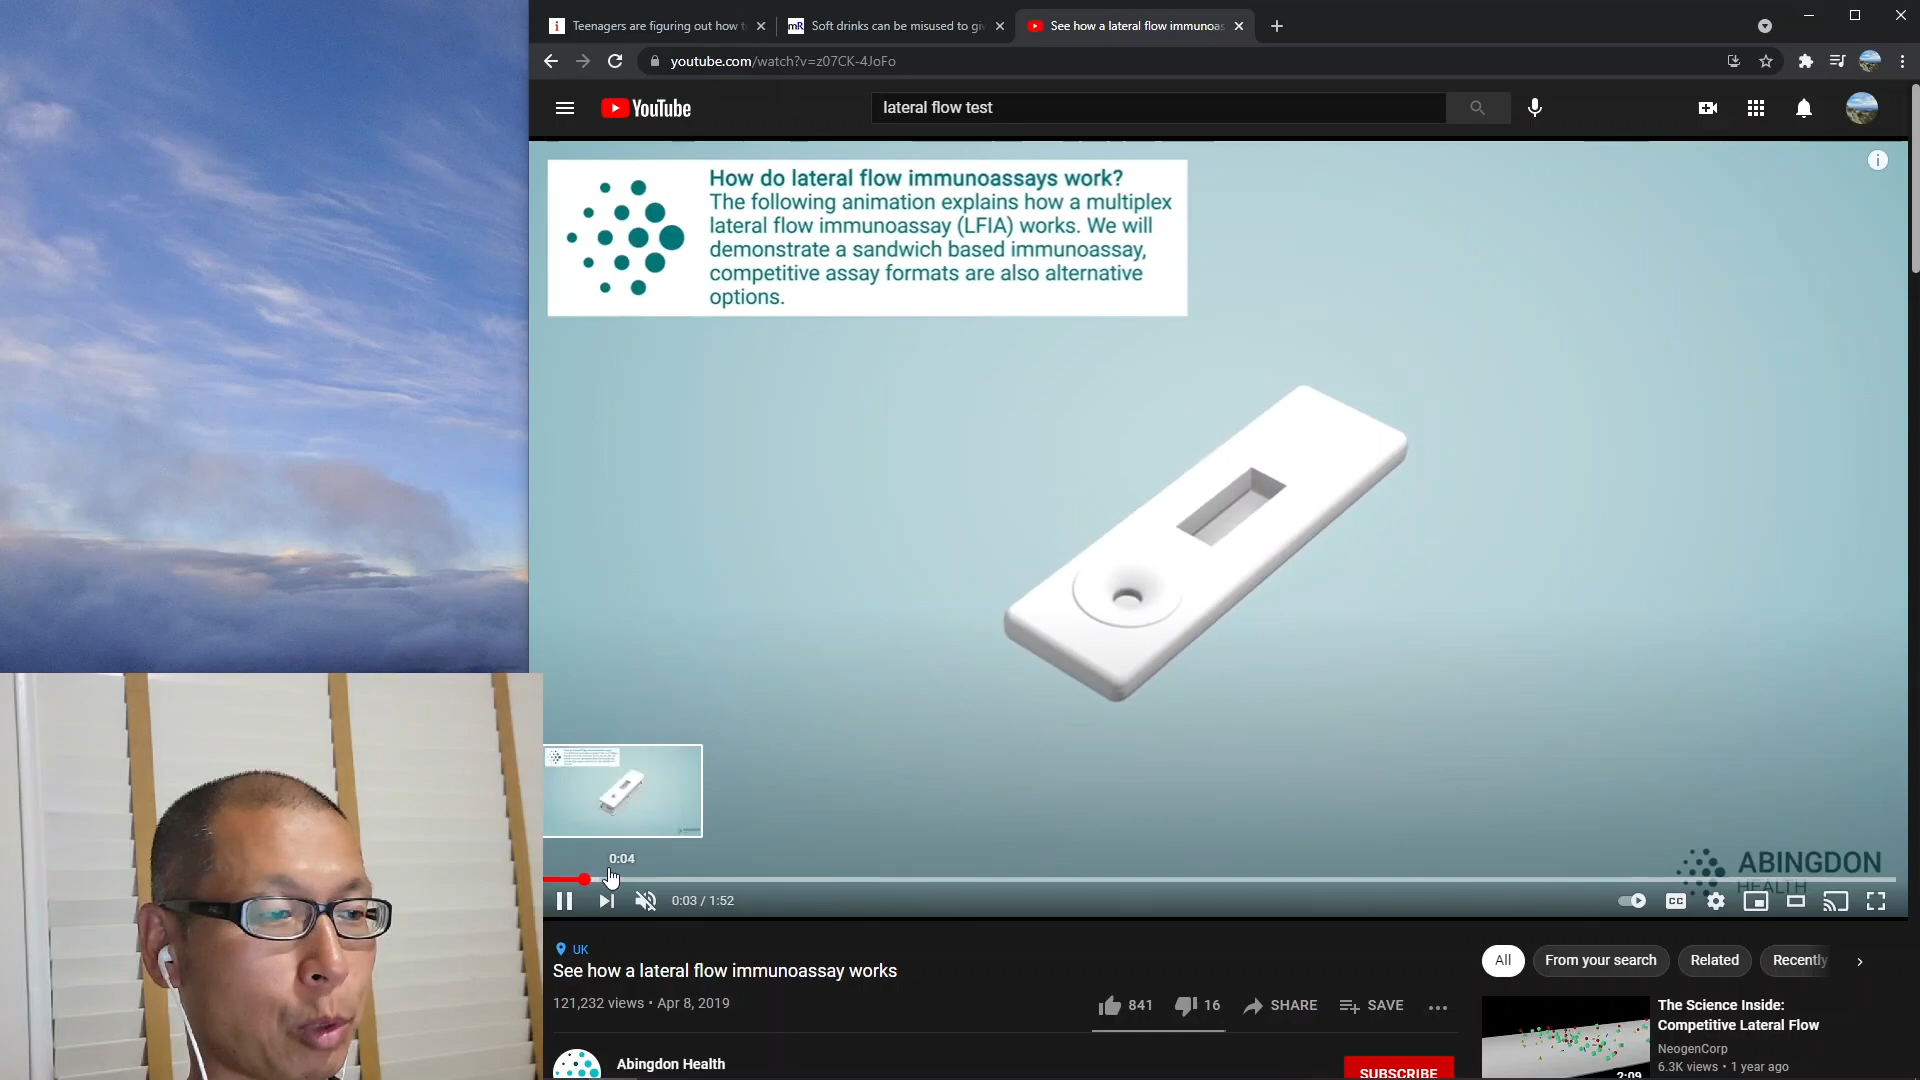 Teenagers are figuring out how to
Soft drinks can be misused to gi
See how a lateral flow immunoas
youtube.com/watch?v=z07CK-4JoFo
YouTube
lateral flow test
How do lateral flow immunoassays work?
The following animation explains how a multiplex
lateral flow immunoassay (LFIA) works. We will
demonstrate a sandwich based immunoassay,
competitive assay formats are also alternative
options.
0:04
ABINGDON
HEALTH
0:03 / 1:52
CC
UK
See how a lateral flow immunoassay works
121,232 views • Apr 8, 2019
841
16
SHARE
SAVE
Abingdon Health
SUBSCRIBE
All
From your search
Related
Recently
The Science Inside:
Competitive Lateral Flow
NeogenCorp
6.3K views • 1 year ago
2:09